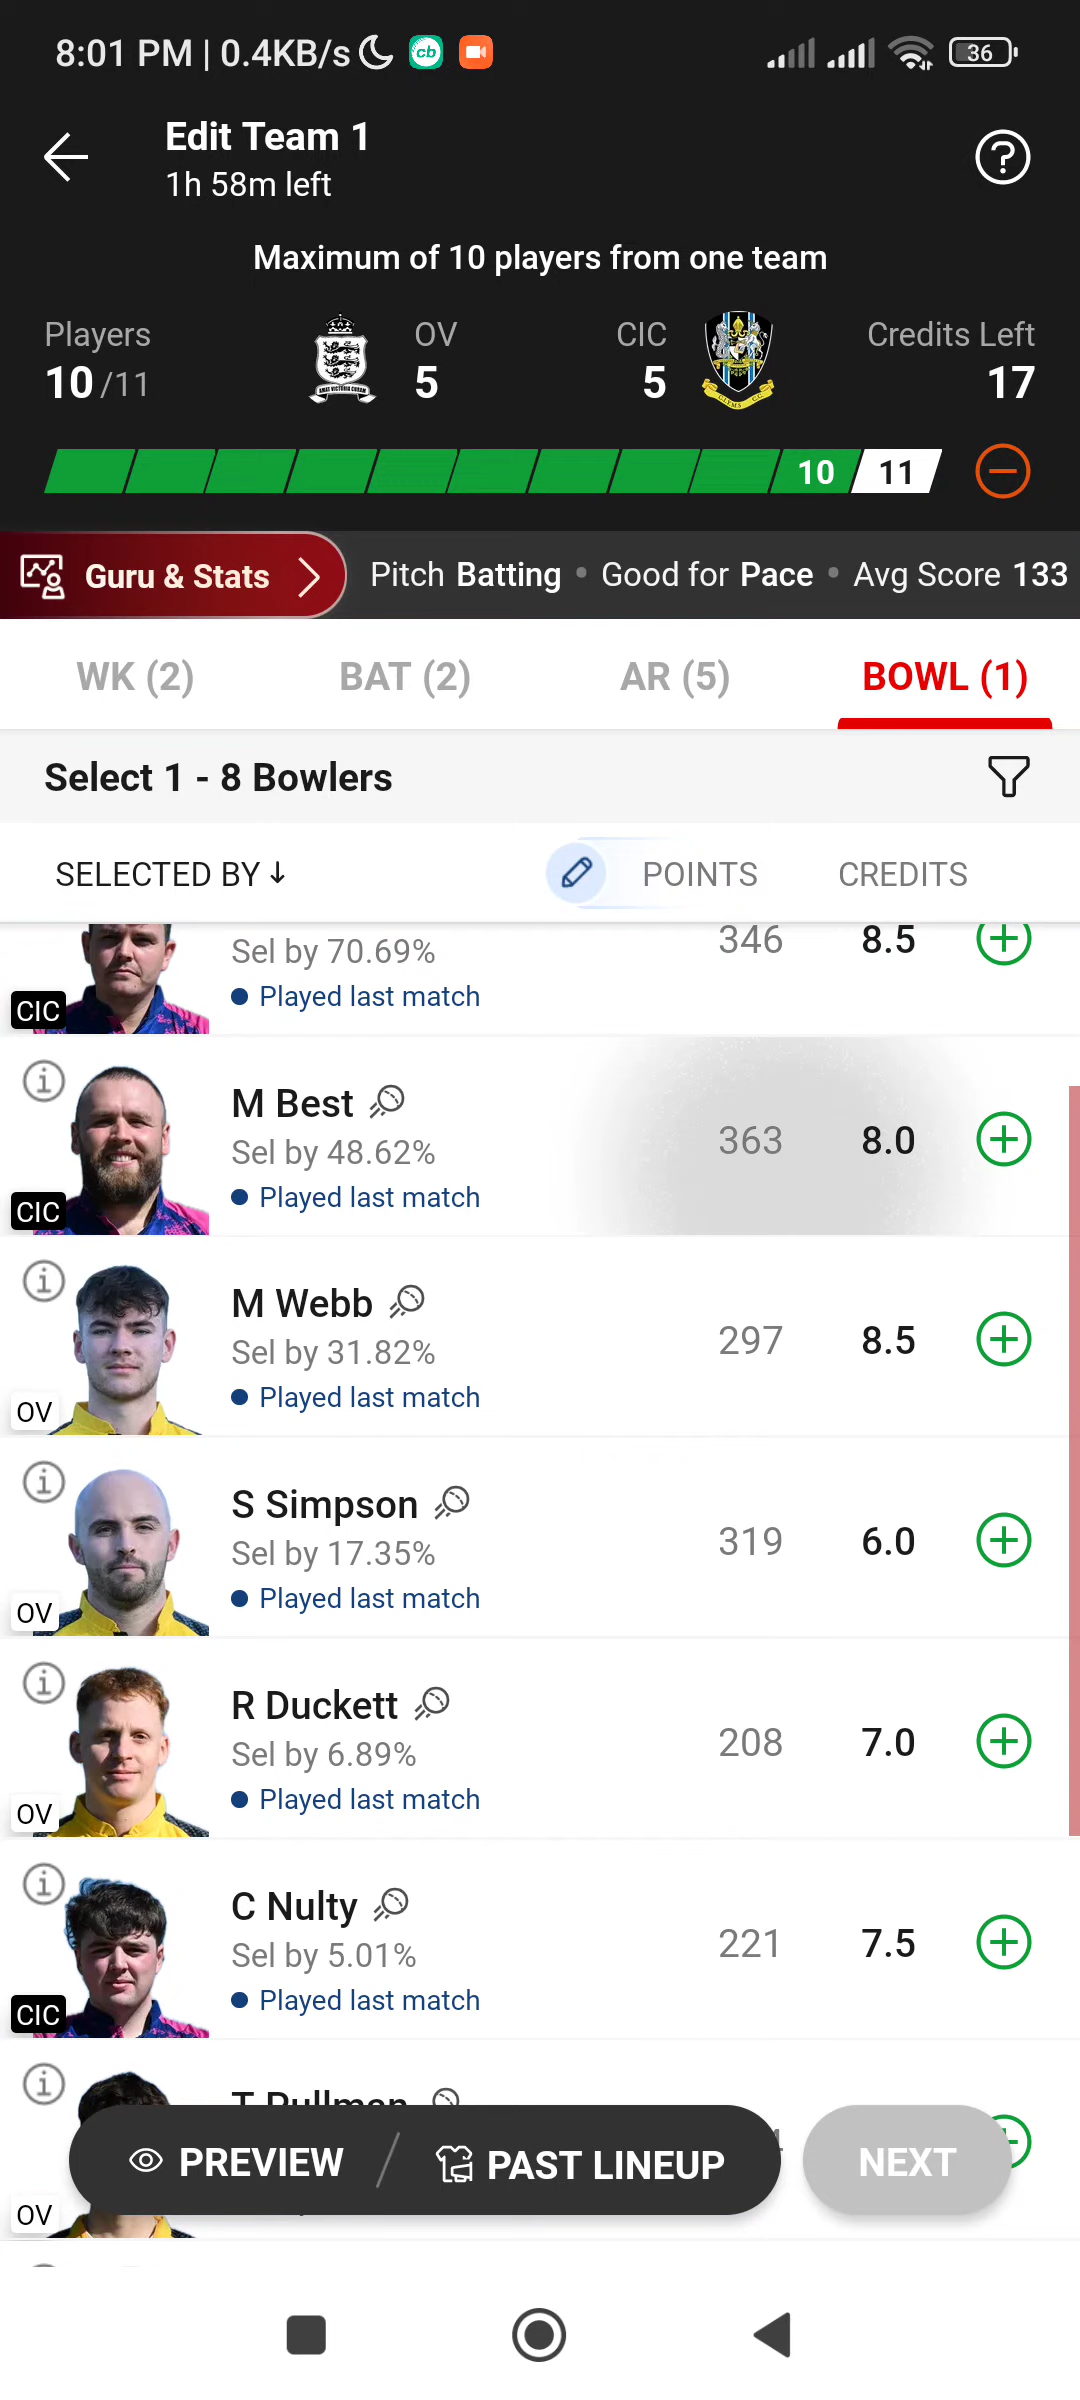 8:01 PM | 0.4KB/s cb 36
Edit Team 1
1h 58m left
Maximum of 10 players from one team
Players OV CIC Credits Left
10/11 5 5 17
10 11
Guru & Stats Pitch Batting • Good for Pace • Avg Score 133
WK (2) BAT (2) AR (5) BOWL (1)
Select 1 - 8 Bowlers
SELECTED BY ↓ POINTS CREDITS
Sel by 70.69% 346 8.5
Played last match
CIC
M Best
Sel by 48.62% 363 8.0
Played last match
CIC
M Webb
Sel by 31.82% 297 8.5
Played last match
OV
S Simpson
Sel by 17.35% 319 6.0
Played last match
OV
R Duckett
Sel by 6.89% 208 7.0
Played last match
OV
C Nulty
Sel by 5.01% 221 7.5
Played last match
CIC
T Pullman
PREVIEW / PAST LINEUP NEXT
OV